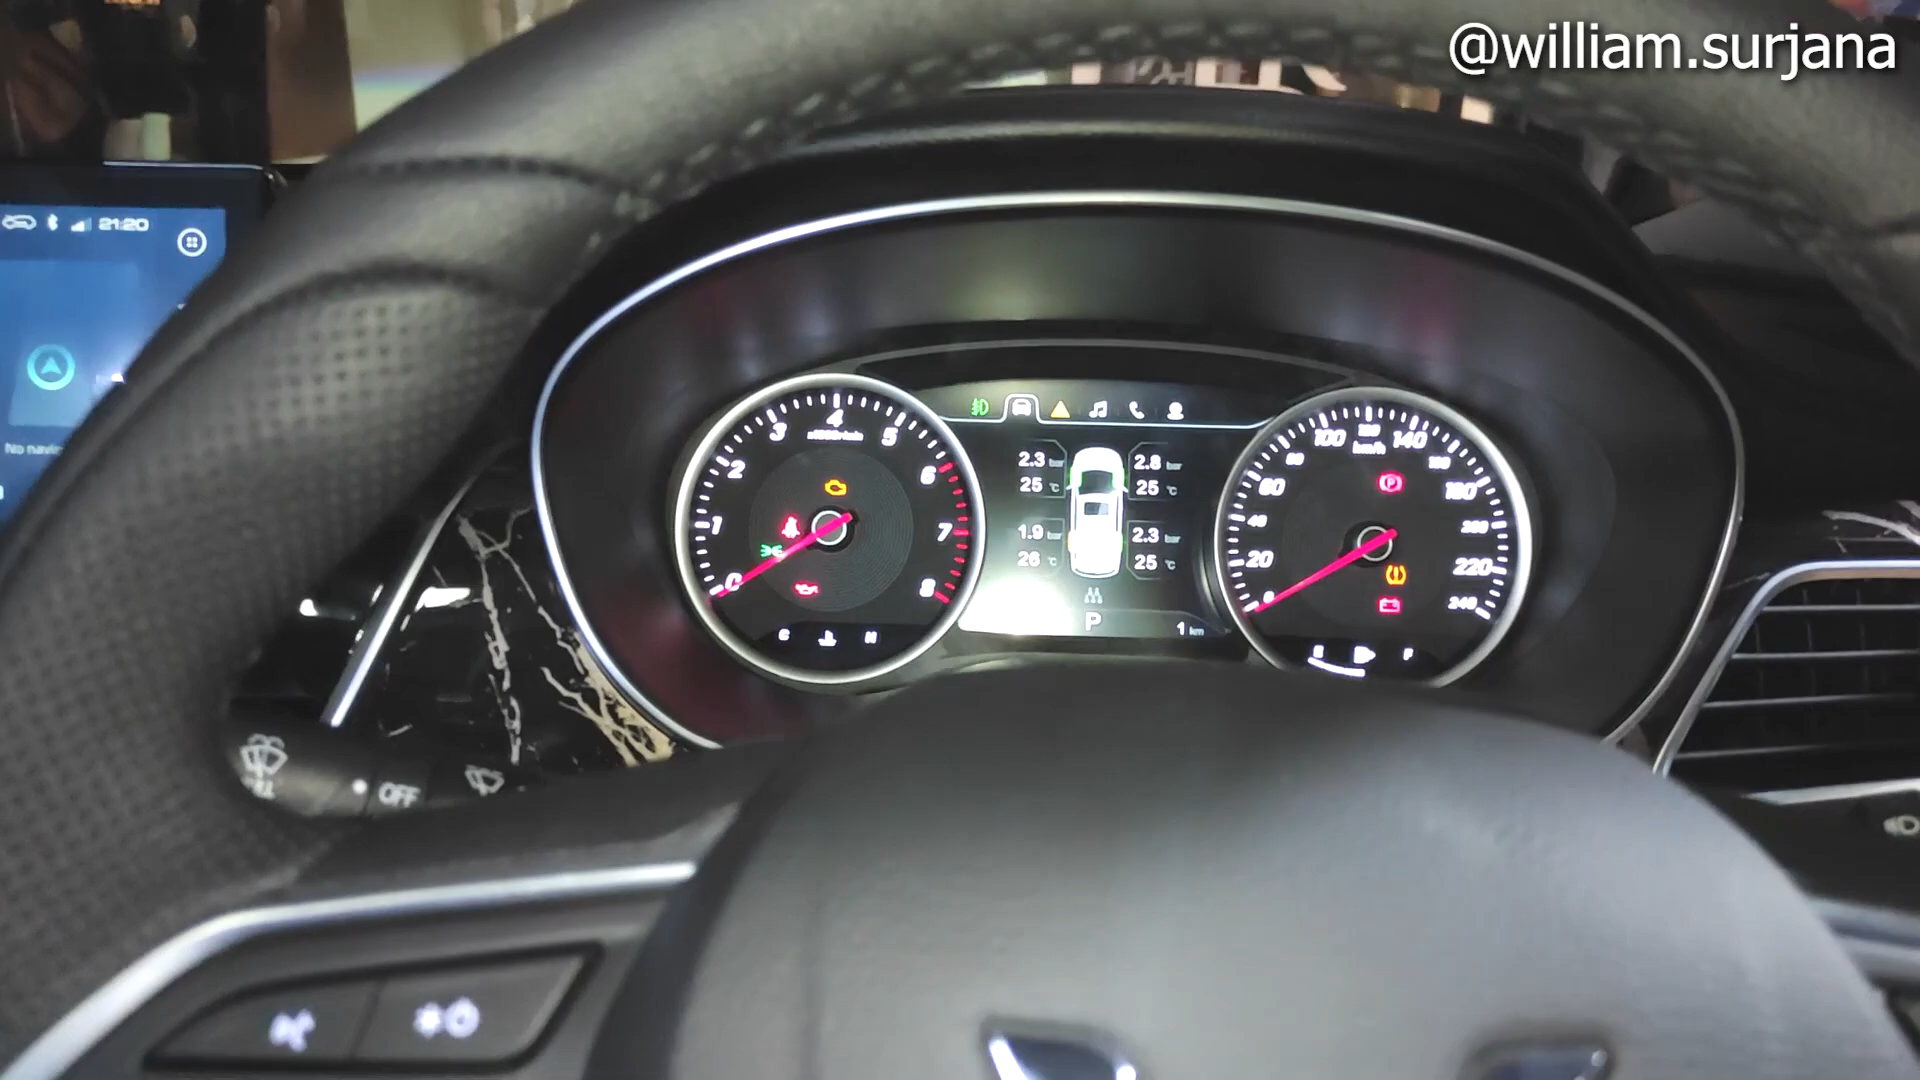 @william.surjana
21:20
No navi
4
3 5
x1000r/min
2 6
1 7
0 8
C H
2.3 bar 2.8 bar
25 °C 25 °C
1.9 bar 2.3 bar
26 °C 25 °C
P
1 km
100 120 140
km/h
80 160
60 180
40 200
20 220
0 240
E F
OFF